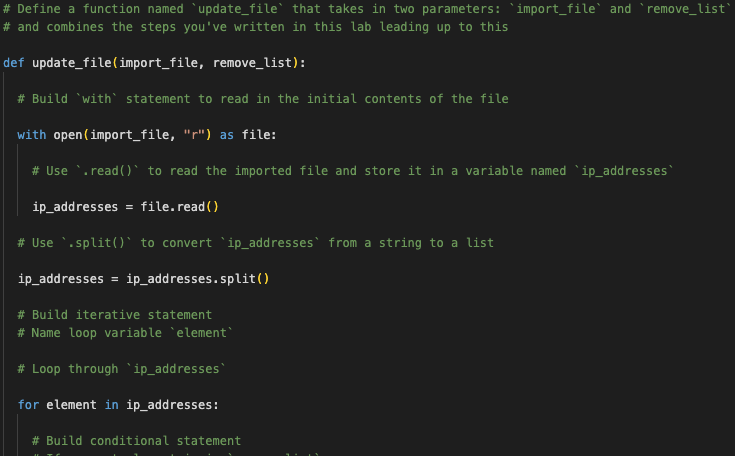 # Define a function named `update_file` that takes in two parameters: `import_file` and `remove_list`
# and combines the steps you've written in this lab leading up to this
def update_file(import_file, remove_list):
# Build `with` statement to read in the initial contents of the file
with open(import_file, "r") as file:
# Use `.read()` to read the imported file and store it in a variable named `ip_addresses`
ip_addresses = file.read()
# Use `.split()` to convert `ip_addresses` from a string to a list
ip_addresses = ip_addresses.split()
# Build iterative statement
# Name loop variable `element`
# Loop through `ip_addresses`
for element in ip_addresses:
# Build conditional statement